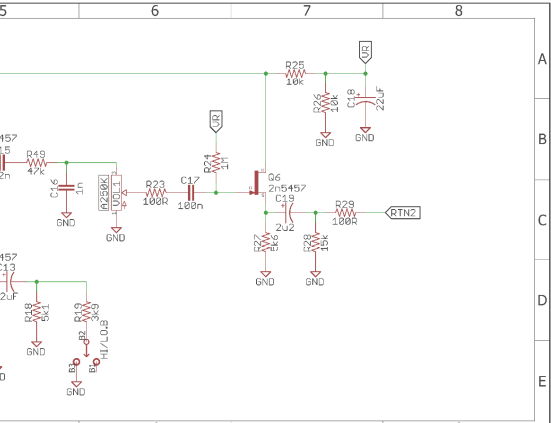 5
6
7
8
A
B
C
D
E
VR
R25
10k
R26
10k
C18
22uF
GND
GND
VR
R24
1M
457
15
2n
R49
47k
C16
1n
GND
A250K
VOL1
GND
R23
100R
C17
100n
Q6
2n5457
C19
2u2
R29
100R
RTN2
R27
5k6
R28
15k
GND
GND
457
C13
2uF
R18
5k1
GND
R19
3k9
B2
HI/LO.B
B3
B1
GND
D